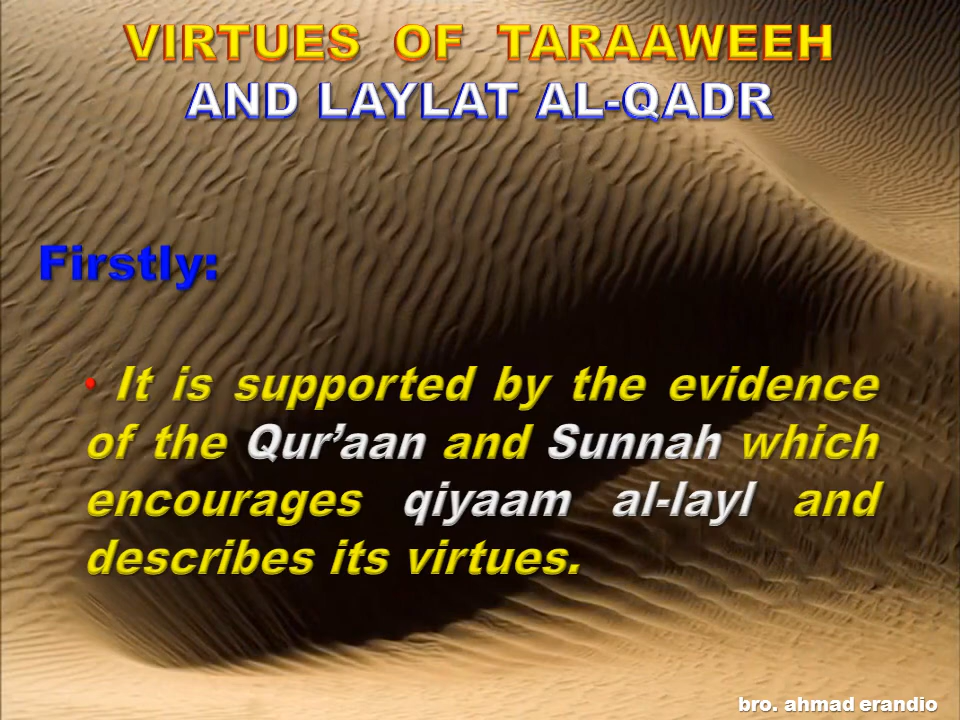 VIRTUES OF TARAAWEEH
AND LAYLAT AL-QADR
Firstly:
• It is supported by the evidence
of the Qur’aan and Sunnah which
encourages qiyaam al-layl and
describes its virtues.
bro. ahmad erandio